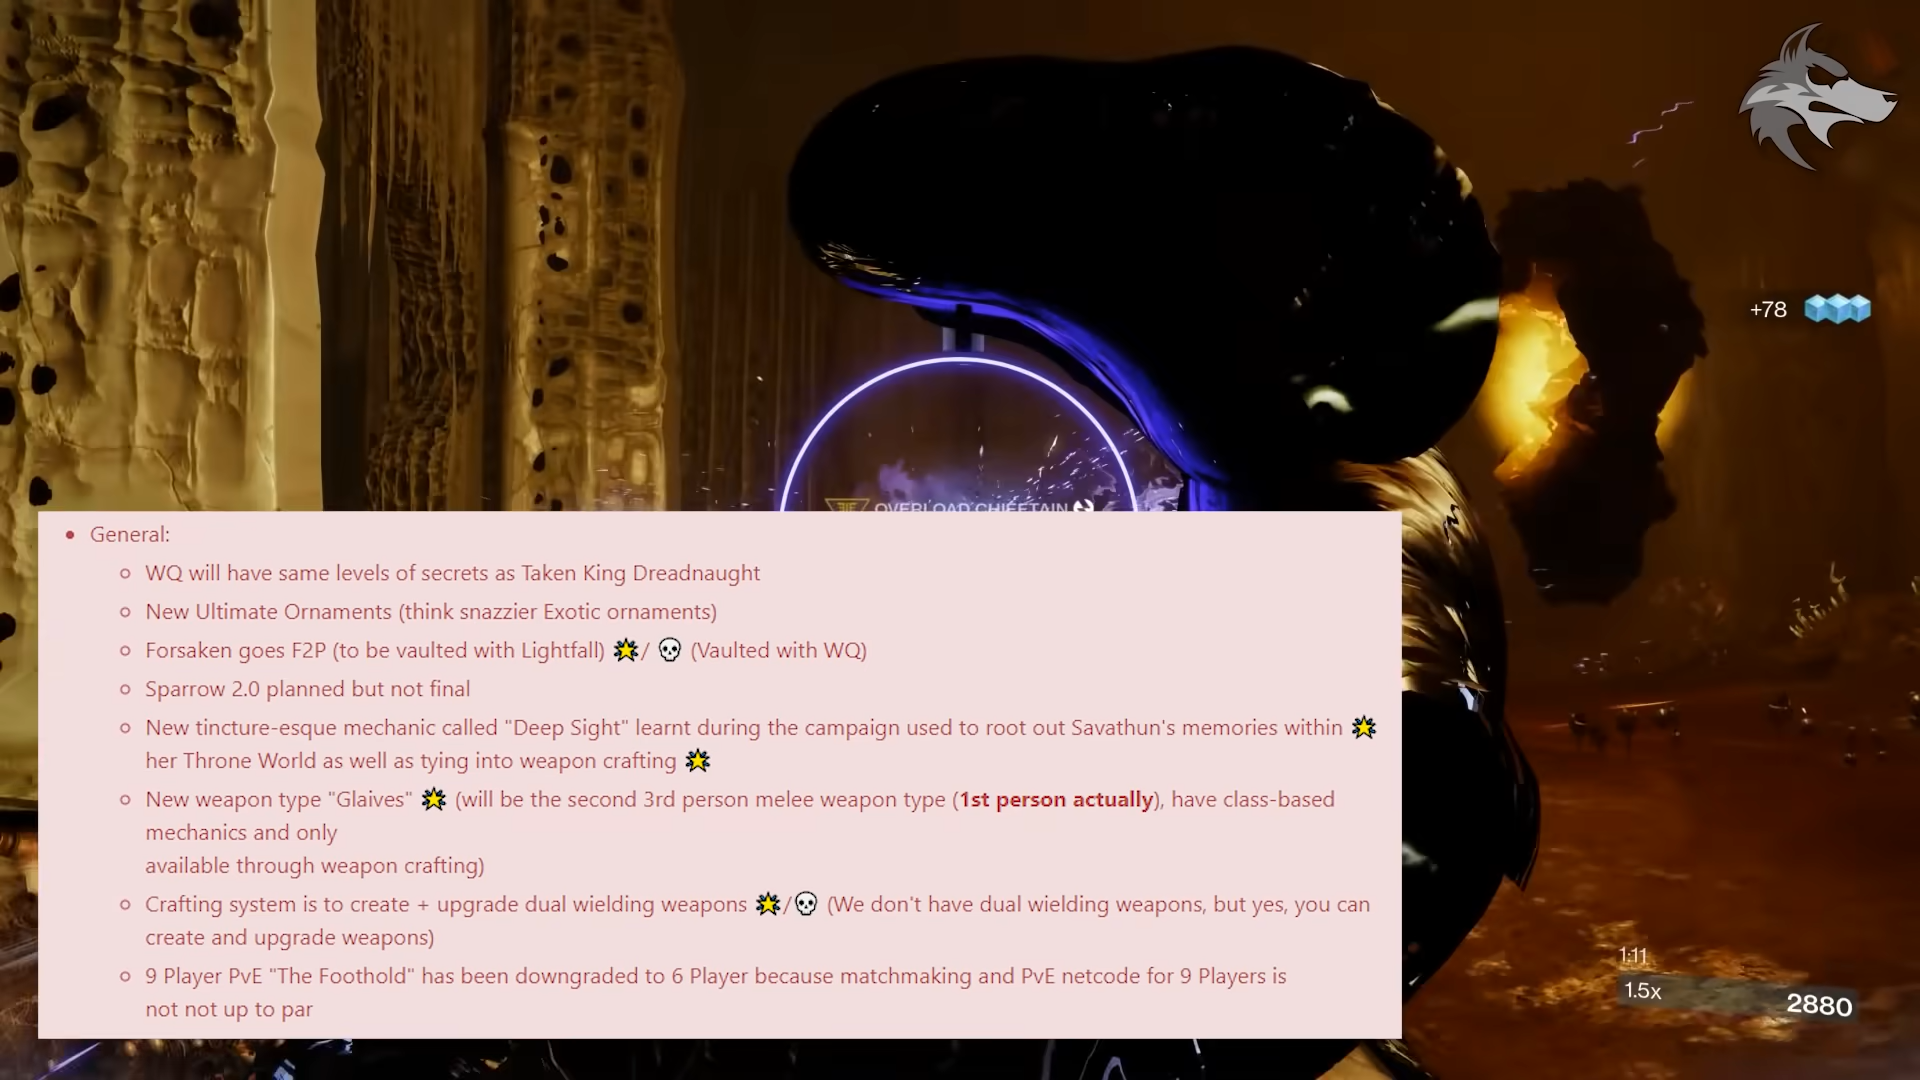 +78
OVERLOAD CHIEFTAIN
General:
WQ will have same levels of secrets as Taken King Dreadnaught
New Ultimate Ornaments (think snazzier Exotic ornaments)
Forsaken goes F2P (to be vaulted with Lightfall) 🌟/ 💀 (Vaulted with WQ)
Sparrow 2.0 planned but not final
New tincture-esque mechanic called "Deep Sight" learnt during the campaign used to root out Savathun's memories within 🌟
her Throne World as well as tying into weapon crafting 🌟
New weapon type "Glaives" 🌟 (will be the second 3rd person melee weapon type (1st person actually), have class-based
mechanics and only
available through weapon crafting)
Crafting system is to create + upgrade dual wielding weapons 🌟/💀 (We don't have dual wielding weapons, but yes, you can
create and upgrade weapons)
9 Player PvE "The Foothold" has been downgraded to 6 Player because matchmaking and PvE netcode for 9 Players is
not not up to par
1:11
1.5x
2880